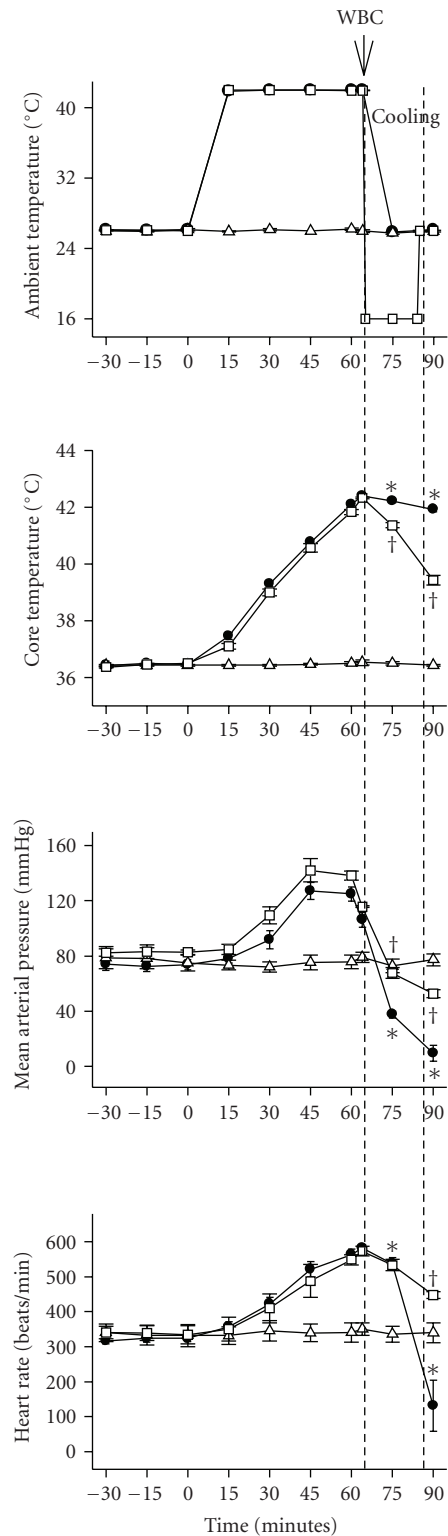 WBC
Cooling
Ambient temperature (°C)
42
32
26
16
−30 −15 0 15 30 45 60 75 90
Core temperature (°C)
44
42
40
38
36
* *
†
†
−30 −15 0 15 30 45 60 75 90
Mean arterial pressure (mmHg)
160
120
80
40
0
†
†
*
*
−30 −15 0 15 30 45 60 75 90
Heart rate (beats/min)
600
500
400
300
200
100
0
*
†
*
−30 −15 0 15 30 45 60 75 90
Time (minutes)